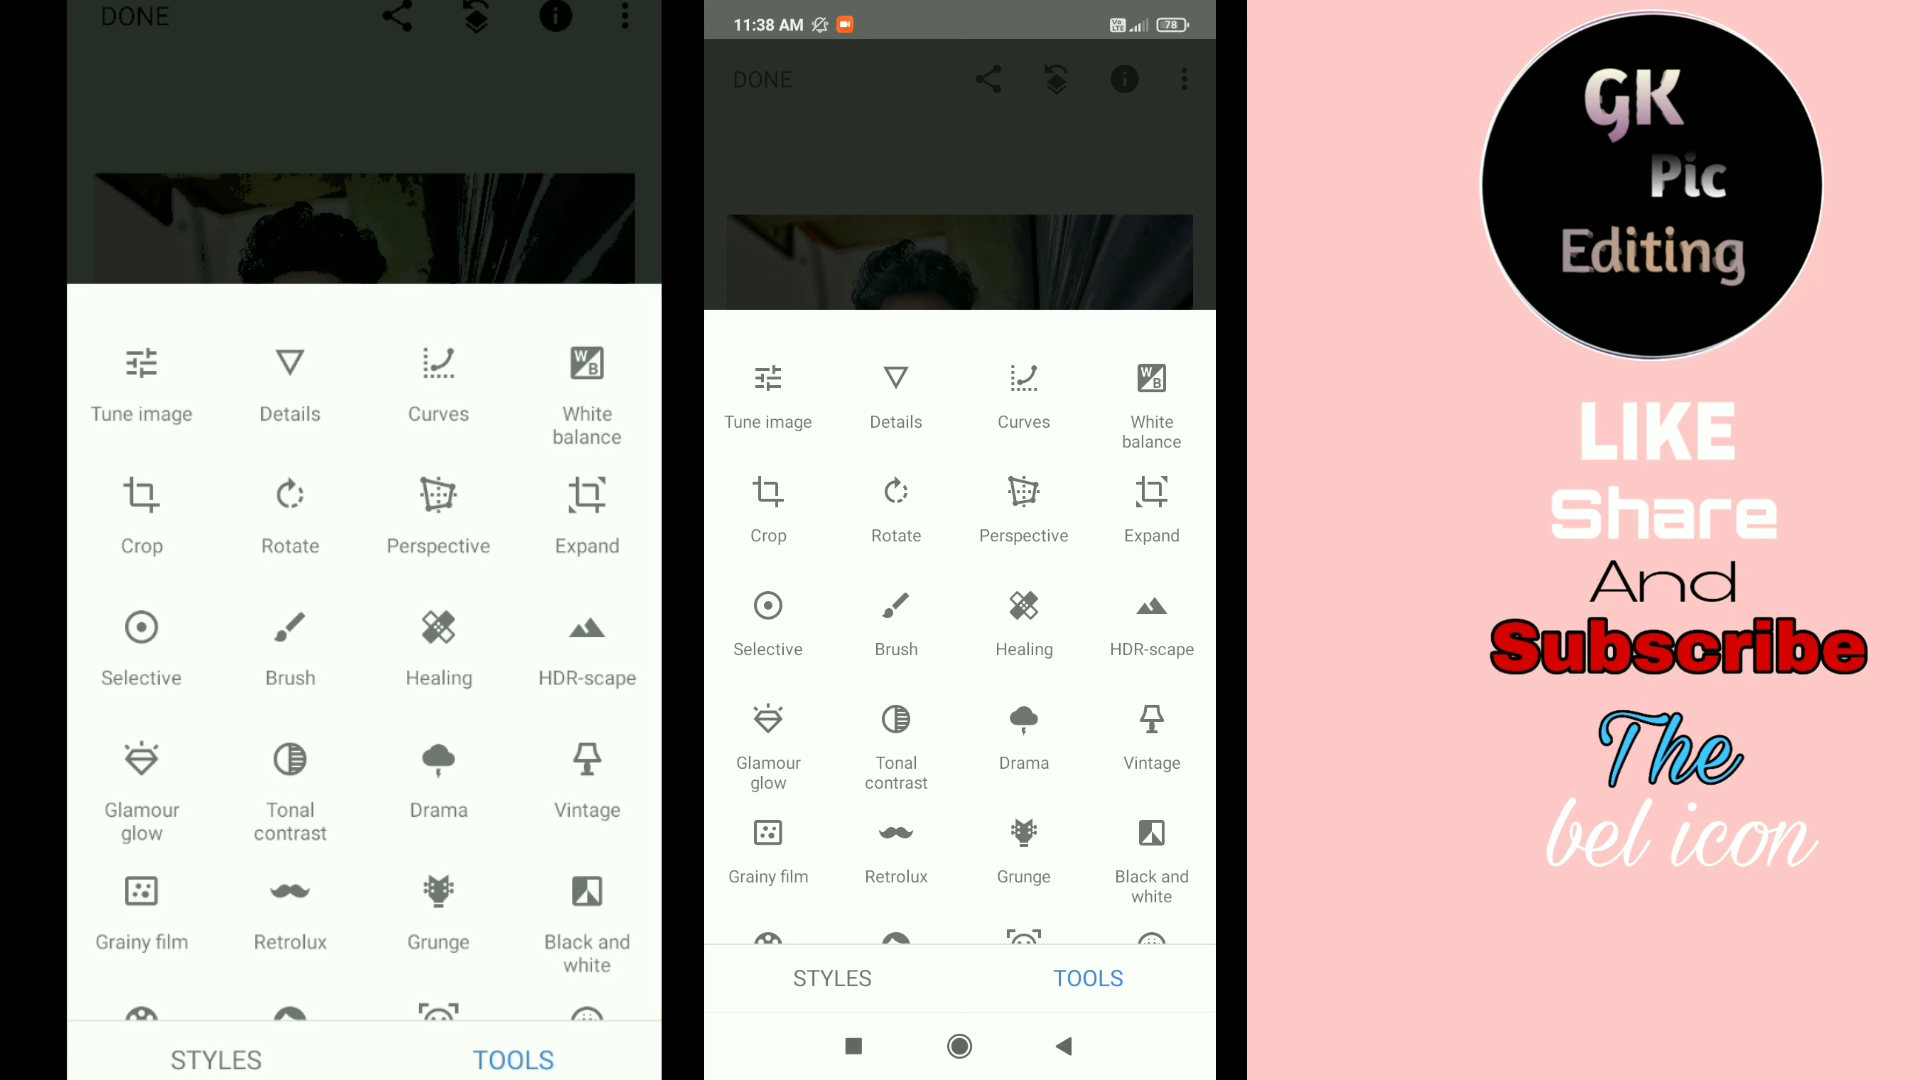 DONE
Tune image
Details
Curves
White
balance
Crop
Rotate
Perspective
Expand
Selective
Brush
Healing
HDR-scape
Glamour
glow
Tonal
contrast
Drama
Vintage
Grainy film
Retrolux
Grunge
Black and
white
STYLES
TOOLS
11:38 AM
Vo
LTE
78
DONE
Tune image
Details
Curves
White
balance
Crop
Rotate
Perspective
Expand
Selective
Brush
Healing
HDR-scape
Glamour
glow
Tonal
contrast
Drama
Vintage
Grainy film
Retrolux
Grunge
Black and
white
STYLES
TOOLS
GK
Pic
Editing
LIKE
Share
And
Subscribe
The
bel icon